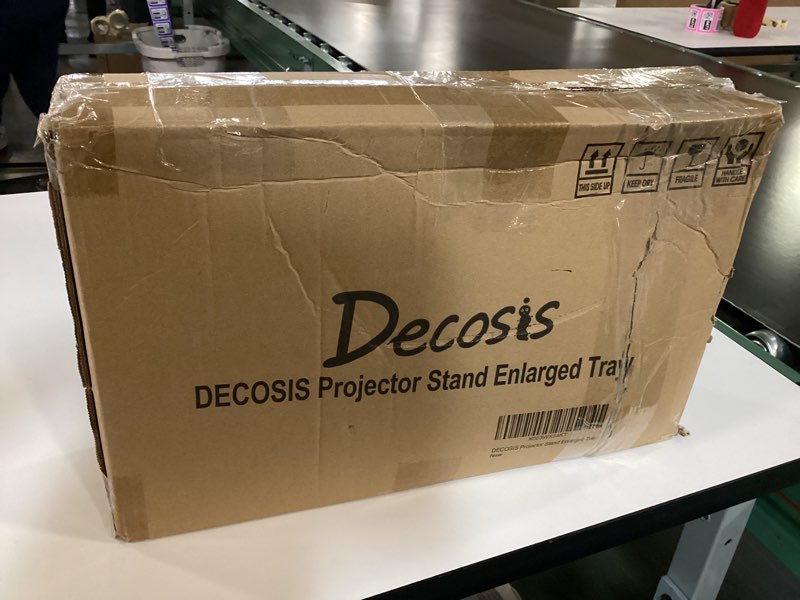 THIS SIDE UP
KEEP DRY
FRAGILE
HANDLE
WITH CARE
Decosis
DECOSIS Projector Stand Enlarged Tray
DECOSIS Projector Stand Enlarged Tray